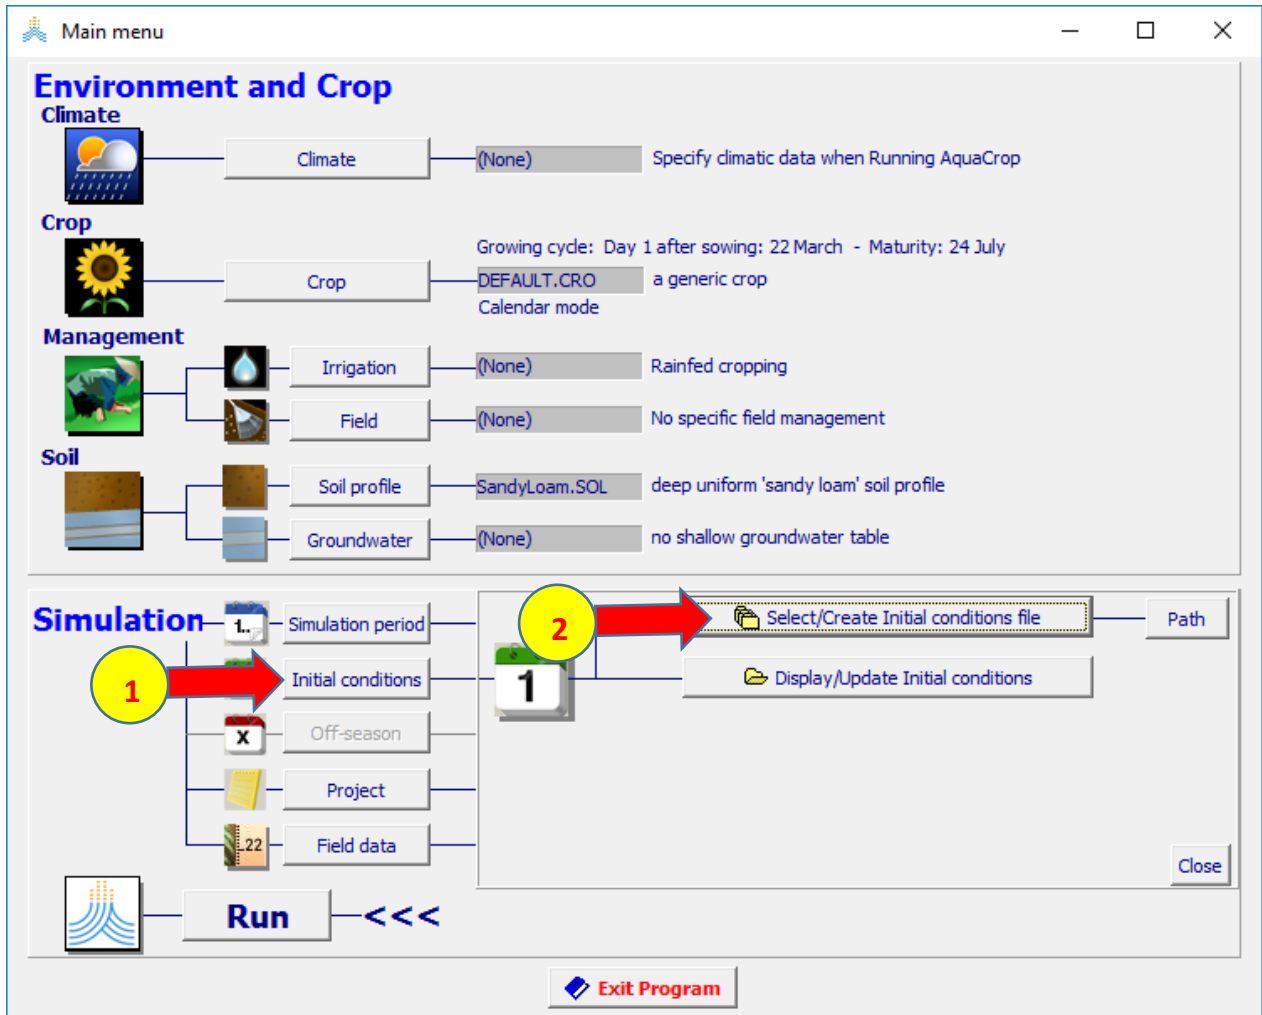 Main menu
Environment and Crop
Climate
Climate (None) Specify climatic data when Running AquaCrop
Crop
Growing cycle: Day 1 after sowing: 22 March - Maturity: 24 July
Crop DEFAULT.CRO a generic crop
Calendar mode
Management
Irrigation (None) Rainfed cropping
Field (None) No specific field management
Soil
Soil profile SandyLoam.SOL deep uniform 'sandy loam' soil profile
Groundwater (None) no shallow groundwater table
Simulation 1.. Simulation period 2 Select/Create Initial conditions file Path
1 Initial conditions 1 Display/Update Initial conditions
X Off-season
Project
.22 Field data
Close
Run <<<
Exit Program